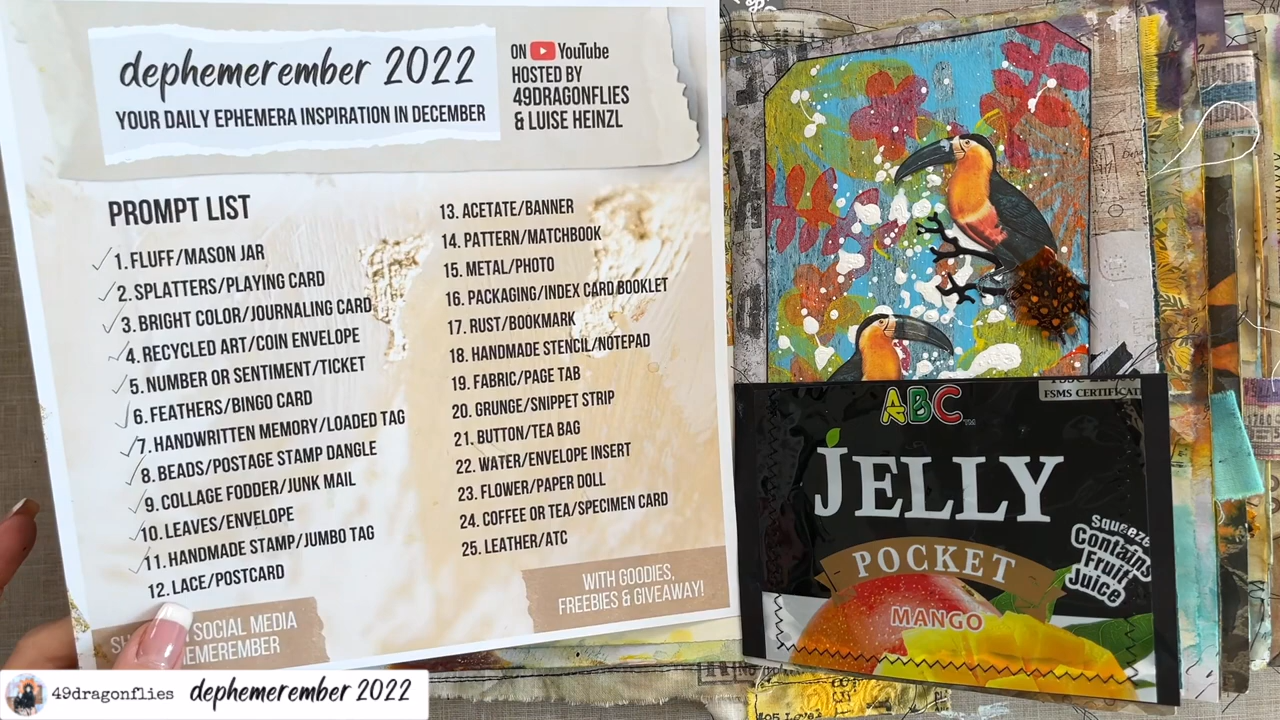 dephemerember 2022
YOUR DAILY EPHEMERA INSPIRATION IN DECEMBER
ON YouTube
HOSTED BY
49DRAGONFLIES
& LUISE HEINZL
PROMPT LIST
1. FLUFF/MASON JAR
2. SPLATTERS/PLAYING CARD
3. BRIGHT COLOR/JOURNALING CARD
4. RECYCLED ART/COIN ENVELOPE
5. NUMBER OR SENTIMENT/TICKET
6. FEATHERS/BINGO CARD
7. HANDWRITTEN MEMORY/LOADED TAG
8. BEADS/POSTAGE STAMP DANGLE
9. COLLAGE FODDER/JUNK MAIL
10. LEAVES/ENVELOPE
11. HANDMADE STAMP/JUMBO TAG
12. LACE/POSTCARD
13. ACETATE/BANNER
14. PATTERN/MATCHBOOK
15. METAL/PHOTO
16. PACKAGING/INDEX CARD BOOKLET
17. RUST/BOOKMARK
18. HANDMADE STENCIL/NOTEPAD
19. FABRIC/PAGE TAB
20. GRUNGE/SNIPPET STRIP
21. BUTTON/TEA BAG
22. WATER/ENVELOPE INSERT
23. FLOWER/PAPER DOLL
24. COFFEE OR TEA/SPECIMEN CARD
25. LEATHER/ATC
WITH GOODIES,
FREEBIES & GIVEAWAY!
SOCIAL MEDIA
ABC™
JELLY
POCKET
MANGO
Squeeze
Contains
Fruit
Juice
FSMS CERTIFICAT
49dragonflies dephemerember 2022